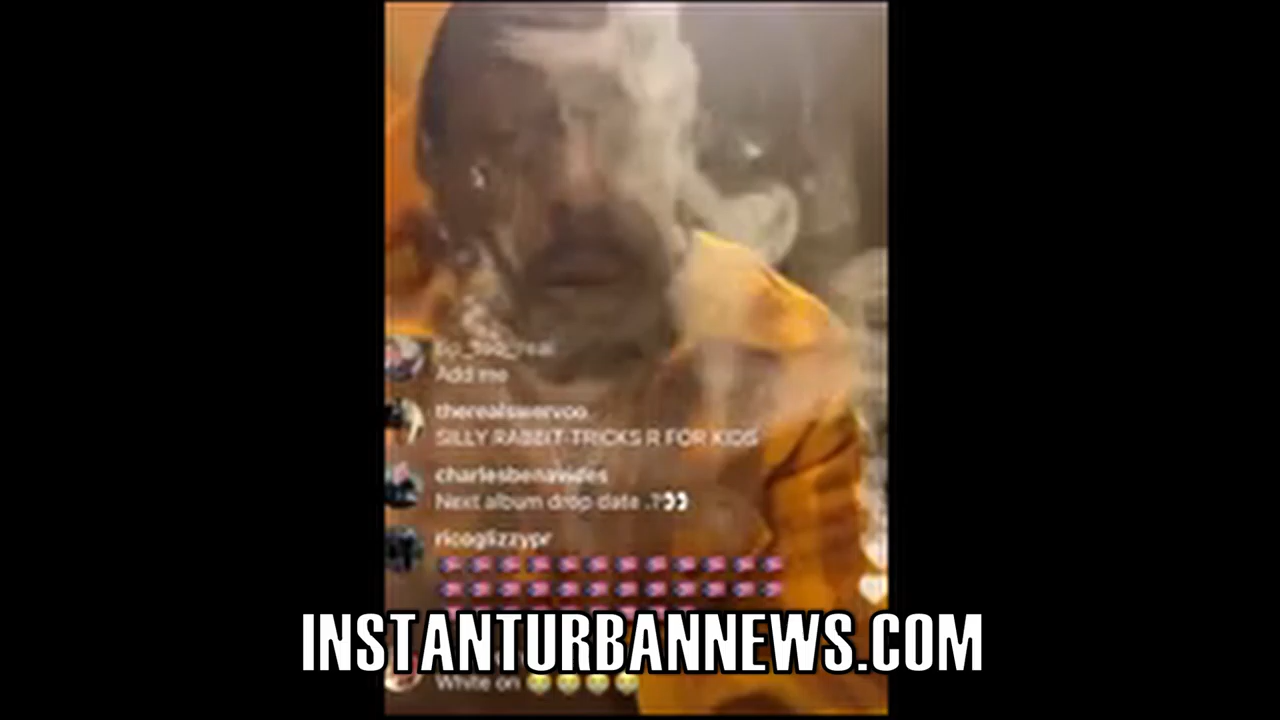 Add me
therealswervoo
SILLY RABBIT TRICKS R FOR KIDS
charlesbenavides
Next album drop date .?👀
ricoglizzypr
INSTANTURBANNEWS.COM
White on 😂 😂 😂 😂